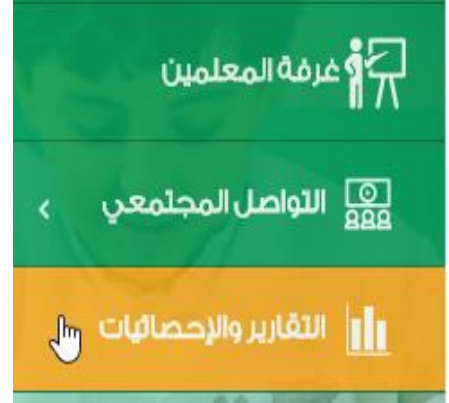 غرفة المعلمين
التواصل المجتمعي
التقارير والإحصائيات